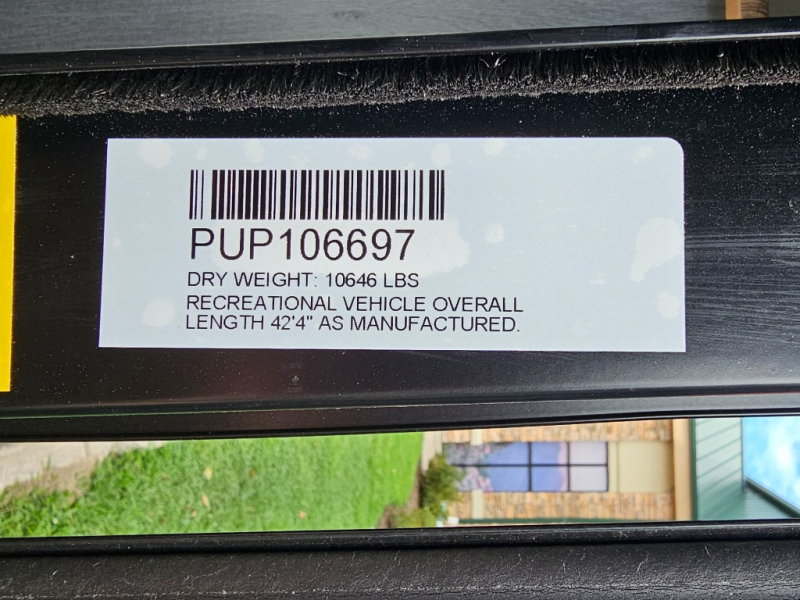 PUP106697
DRY WEIGHT: 10646 LBS
RECREATIONAL VEHICLE OVERALL
LENGTH 42'4" AS MANUFACTURED.